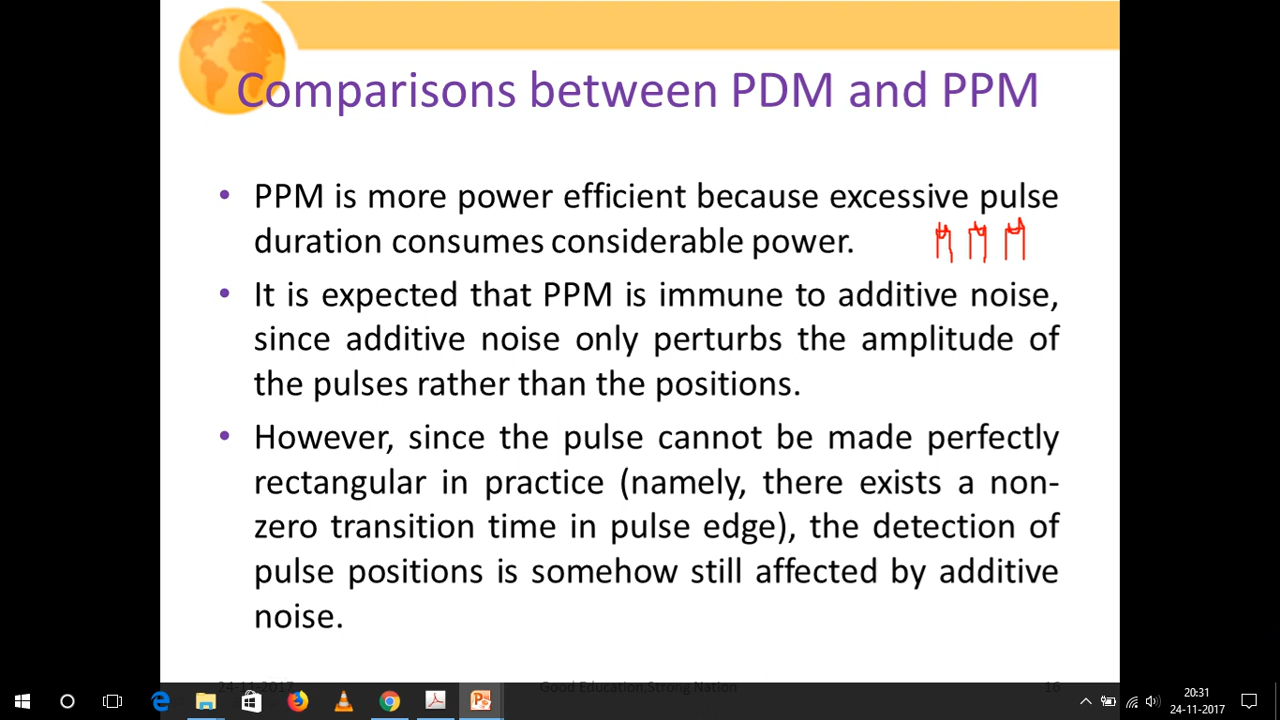 Comparisons between PDM and PPM
• PPM is more power efficient because excessive pulse
duration consumes considerable power.
• It is expected that PPM is immune to additive noise,
since additive noise only perturbs the amplitude of
the pulses rather than the positions.
• However, since the pulse cannot be made perfectly
rectangular in practice (namely, there exists a non-
zero transition time in pulse edge), the detection of
pulse positions is somehow still affected by additive
noise.
24-11-2017
Good Education,Strong Nation
16
20:31
24-11-2017